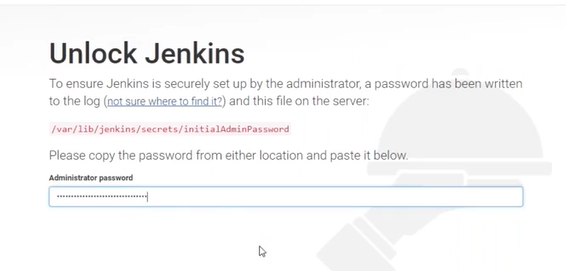 Unlock Jenkins
To ensure Jenkins is securely set up by the administrator, a password has been written
to the log (not sure where to find it?) and this file on the server:
/var/lib/jenkins/secrets/initialAdminPassword
Please copy the password from either location and paste it below.
Administrator password